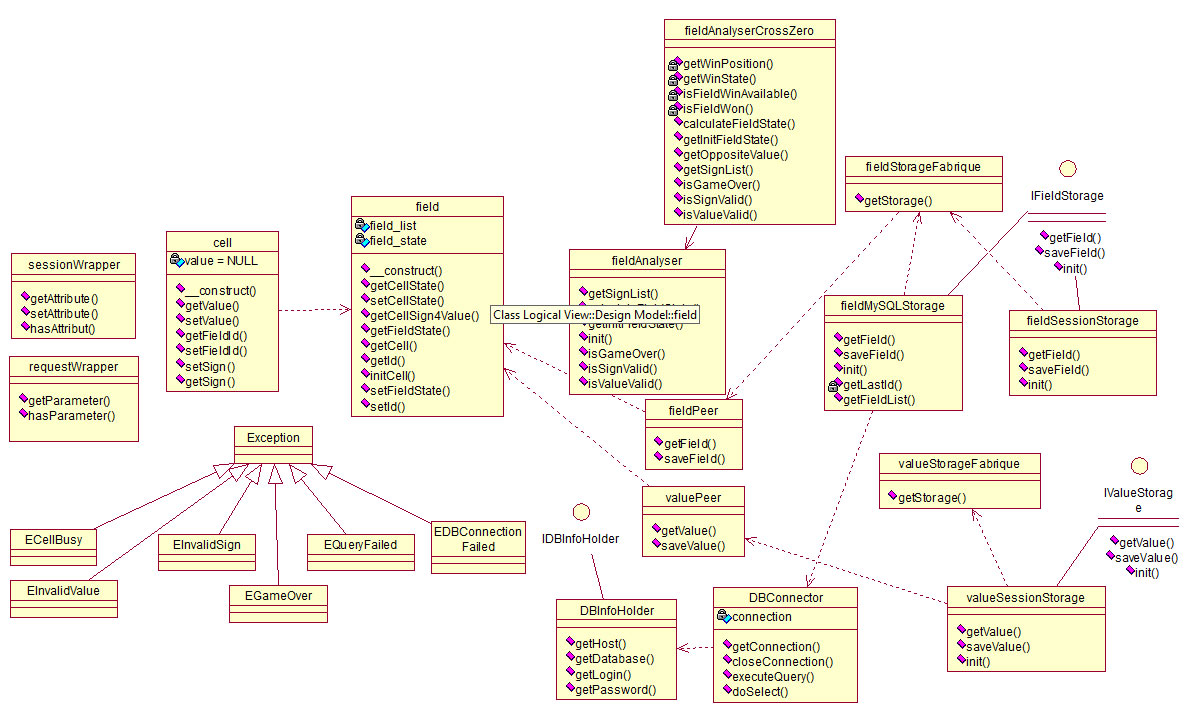 fieldAnalyserCrossZero
getWinPosition()
getWinState()
isFieldWinAvailable()
isFieldWon()
calculateFieldState()
getInitFieldState()
getOppositeValue()
getSignList()
isGameOver()
isSignValid()
isValueValid()
fieldStorageFabrique
getStorage()
IFieldStorage
getField()
saveField()
init()
field
field_list
field_state
__construct()
getCellState()
setCellState()
getCellSign4Value()
getFieldState()
getCell()
getId()
initCell()
setFieldState()
setId()
cell
value = NULL
__construct()
getValue()
setValue()
getFieldId()
setFieldId()
setSign()
getSign()
sessionWrapper
getAttribute()
setAttribute()
hasAttribut()
requestWrapper
getParameter()
hasParameter()
fieldAnalyser
getSignList()
Class Logical View::Design Model::field
getInitFieldState()
init()
isGameOver()
isSignValid()
isValueValid()
fieldMySQLStorage
getField()
saveField()
init()
getLastId()
getFieldList()
fieldSessionStorage
getField()
saveField()
init()
fieldPeer
getField()
saveField()
Exception
valueStorageFabrique
getStorage()
IValueStorag
e
getValue()
saveValue()
init()
valuePeer
getValue()
saveValue()
IDBInfoHolder
ECellBusy
EInvalidSign
EQueryFailed
EDBConnection
Failed
EInvalidValue
EGameOver
DBInfoHolder
getHost()
getDatabase()
getLogin()
getPassword()
DBConnector
connection
getConnection()
closeConnection()
executeQuery()
doSelect()
valueSessionStorage
getValue()
saveValue()
init()